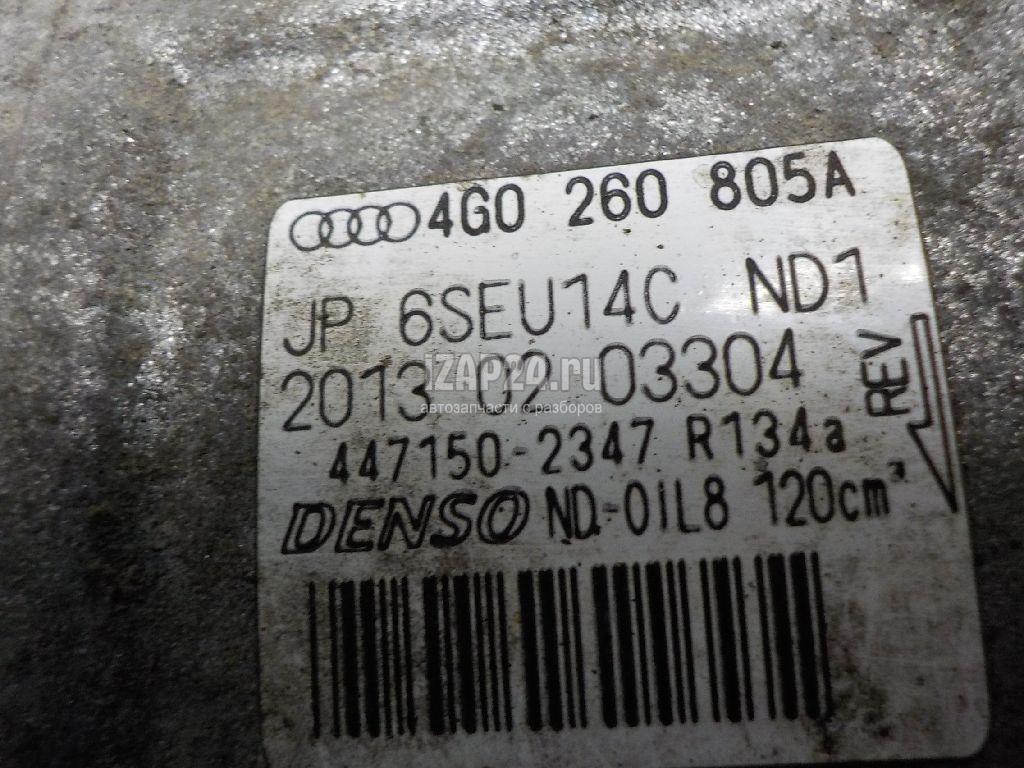 4G0 260 805A
JP 6SEU14C ND1
2013 02 03304
iZAP24.ru
автозапчасти с разборов
REV
447150-2347 R134a
DENSO ND-OIL8 120cm³